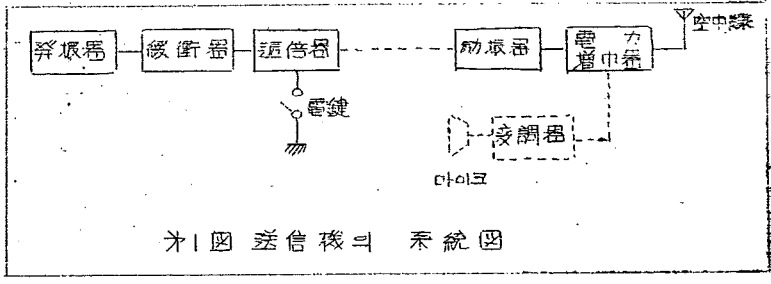 空中線
発振器 緩衝器 逓倍器 励振器 電力
増巾器
電鍵
変調器
마이크
第1図 送信機의 系統図